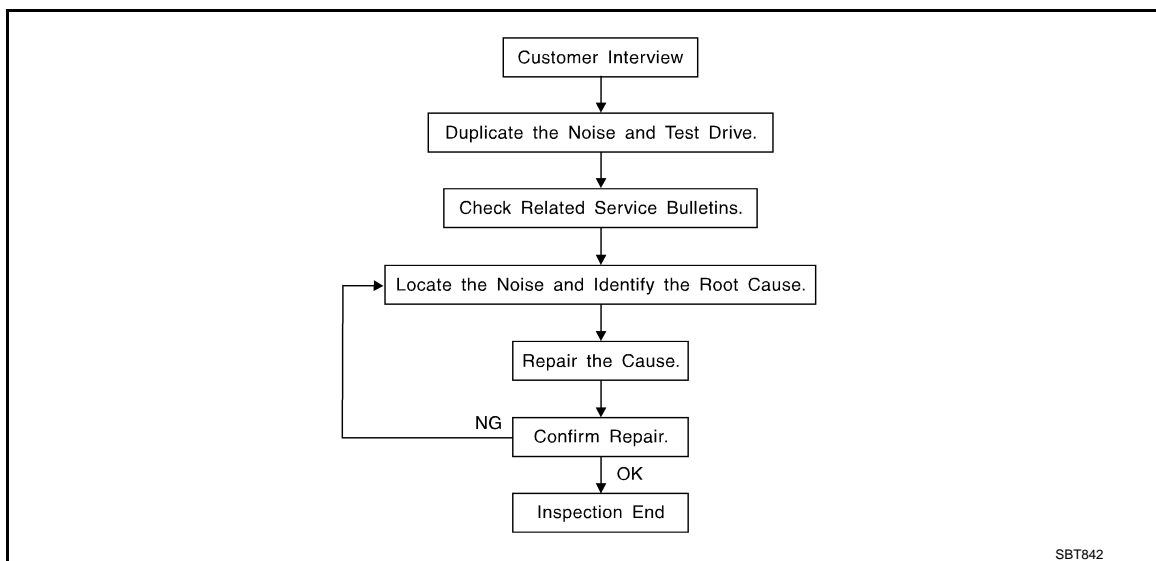 Customer Interview
Duplicate the Noise and Test Drive.
Check Related Service Bulletins.
Locate the Noise and Identify the Root Cause.
Repair the Cause.
NG
Confirm Repair.
OK
Inspection End
SBT842